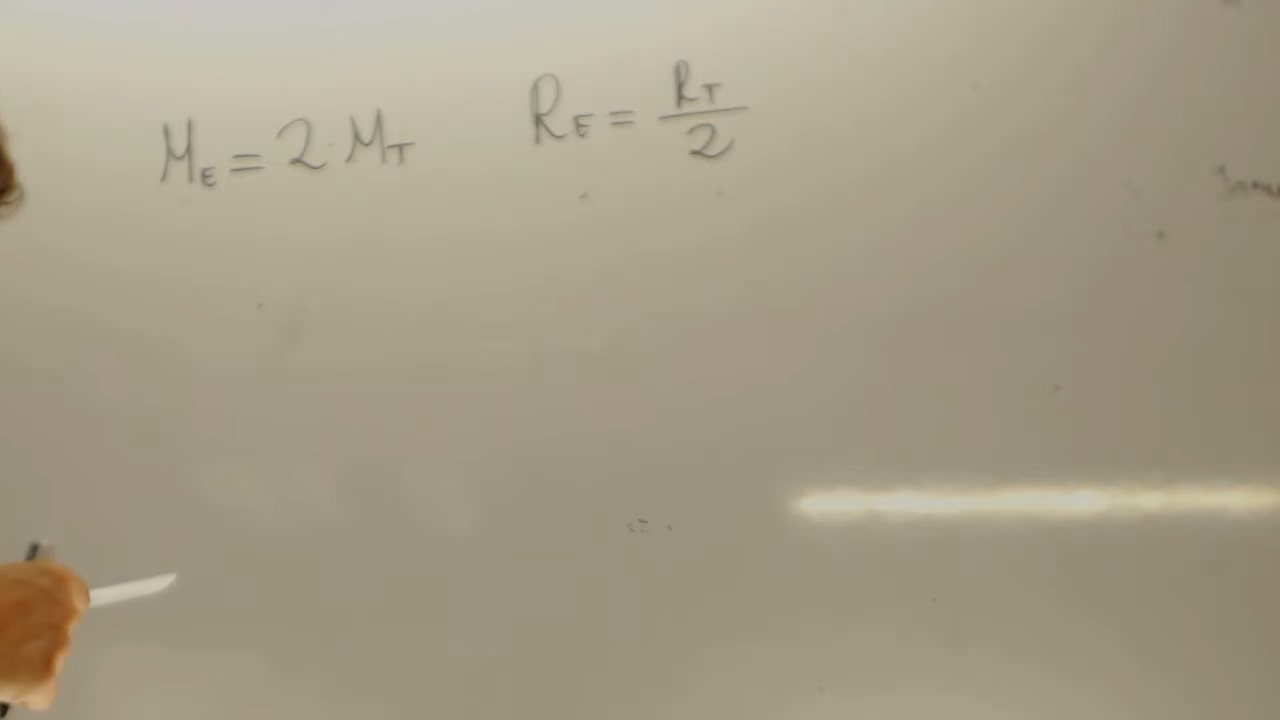 M_E = 2·M_T    R_E = R_T/2